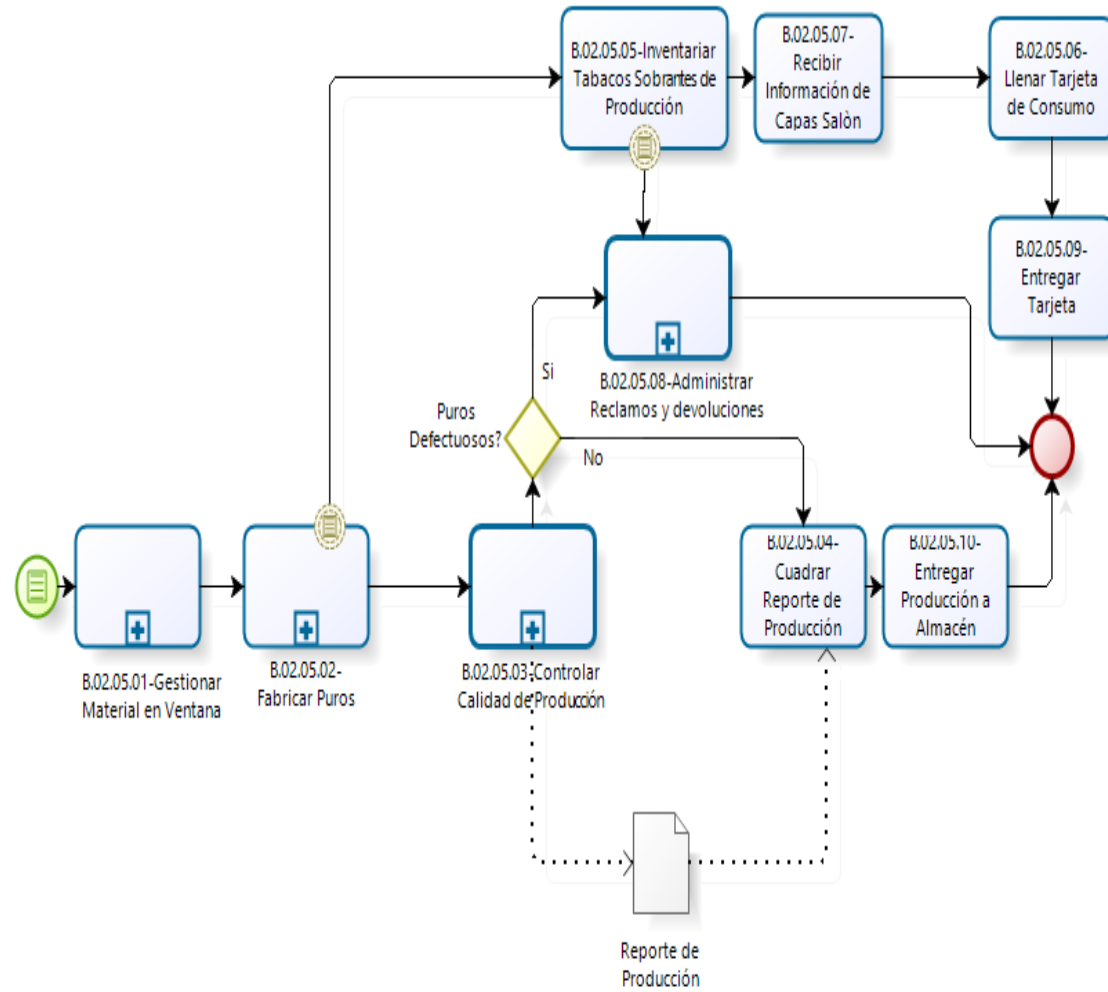 B.02.05.05-Inventariar
Tabacos Sobrantes de
Producción
B.02.05.07-
Recibir
Información de
Capas Salòn
B.02.05.06-
Llenar Tarjeta
de Consumo
B.02.05.09-
Entregar
Tarjeta
B.02.05.08-Administrar
Reclamos y devoluciones
Si
Puros
Defectuosos?
No
B.02.05.01-Gestionar
Material en Ventana
B.02.05.02-
Fabricar Puros
B.02.05.03-Controlar
Calidad de Producción
B.02.05.04-
Cuadrar
Reporte de
Producción
B.02.05.10-
Entregar
Producción a
Almacén
Reporte de
Producción